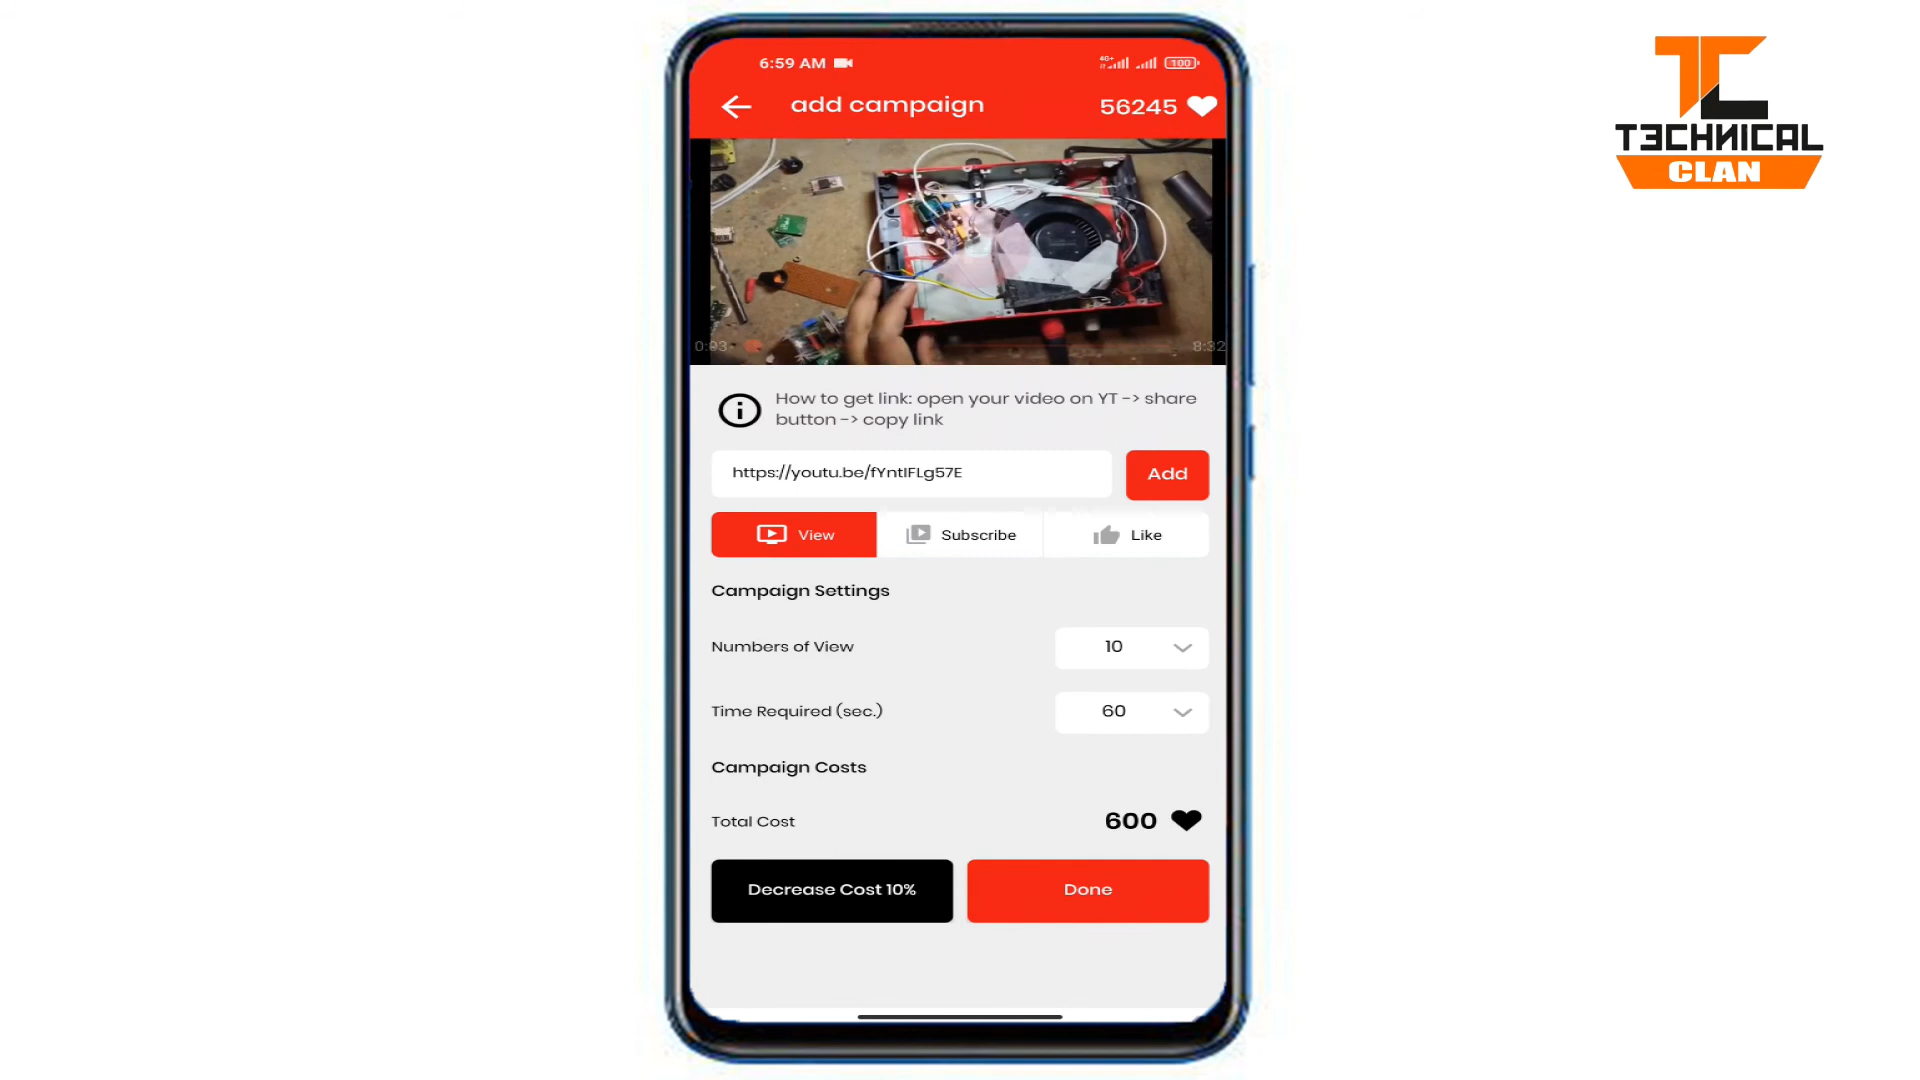 6:59 AM
4G+ 100
add campaign
56245
TECHNICAL
CLAN
0:03
8:32
How to get link: open your video on YT -> share
button -> copy link
https://youtu.be/fYntIFLg57E
Add
View
Subscribe
Like
Campaign Settings
Numbers of View
10
Time Required (sec.)
60
Campaign Costs
Total Cost
600
Decrease Cost 10%
Done